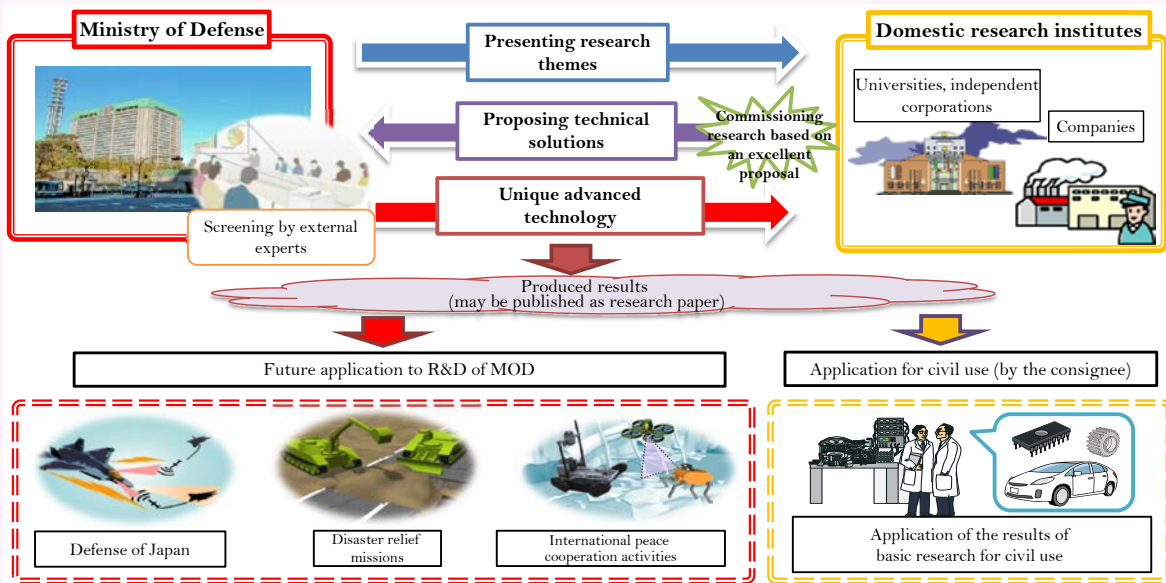 Ministry of Defense
Presenting research
themes
Domestic research institutes
Universities, independent
corporations
Companies
Proposing technical
solutions
Commissioning
research based on
an excellent
proposal
Unique advanced
technology
Screening by external
experts
Produced results
(may be published as research paper)
Future application to R&D of MOD
Application for civil use (by the consignee)
Defense of Japan
Disaster relief
missions
International peace
cooperation activities
Application of the results of
basic research for civil use